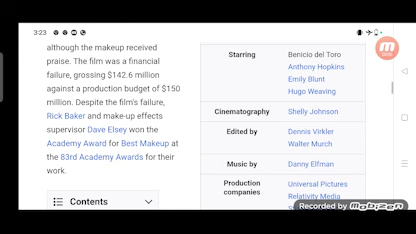 3:23
although the makeup received
praise. The film was a financial
failure, grossing $142.6 million
against a production budget of $150
million. Despite the film's failure,
Rick Baker and make-up effects
supervisor Dave Elsey won the
Academy Award for Best Makeup at
the 83rd Academy Awards for their
work.
Contents
Starring
Benicio del Toro
Anthony Hopkins
Emily Blunt
Hugo Weaving
Cinematography
Shelly Johnson
Edited by
Dennis Virkler
Walter Murch
Music by
Danny Elfman
Production
companies
Universal Pictures
Relativity Media
Recorded by Mobizen